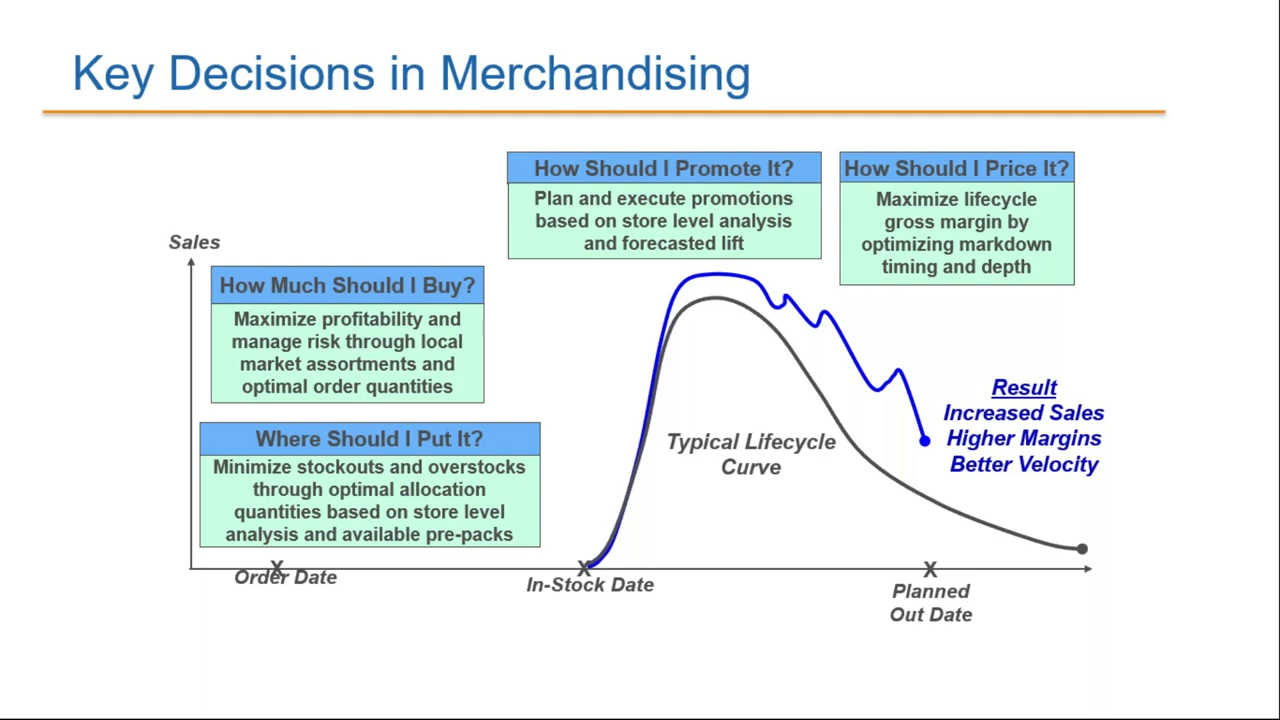 Key Decisions in Merchandising
How Should I Promote It?
Plan and execute promotions
based on store level analysis
and forecasted lift
How Should I Price It?
Maximize lifecycle
gross margin by
optimizing markdown
timing and depth
Sales
How Much Should I Buy?
Maximize profitability and
manage risk through local
market assortments and
optimal order quantities
Where Should I Put It?
Minimize stockouts and overstocks
through optimal allocation
quantities based on store level
analysis and available pre-packs
Typical Lifecycle
Curve
Result
Increased Sales
Higher Margins
Better Velocity
X
Order Date
X
In-Stock Date
X
Planned
Out Date